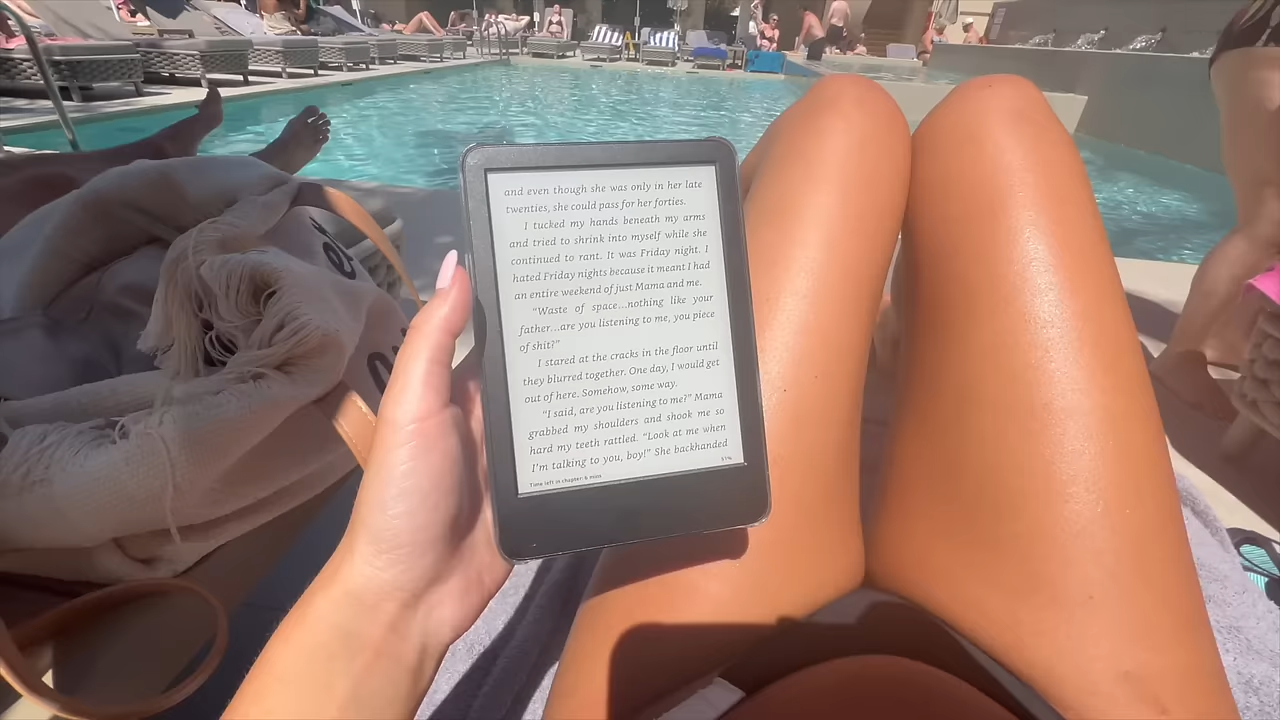 and even though she was only in her late
twenties, she could pass for her forties.
I tucked my hands beneath my arms
and tried to shrink into myself while she
continued to rant. It was Friday night. I
hated Friday nights because it meant I had
an entire weekend of just Mama and me.
“Waste of space...nothing like your
father...are you listening to me, you piece
of shit?”
I stared at the cracks in the floor until
they blurred together. One day, I would get
out of here. Somehow, some way.
“I said, are you listening to me?” Mama
grabbed my shoulders and shook me so
hard my teeth rattled. “Look at me when
I’m talking to you, boy!” She backhanded
Time left in chapter: 6 mins